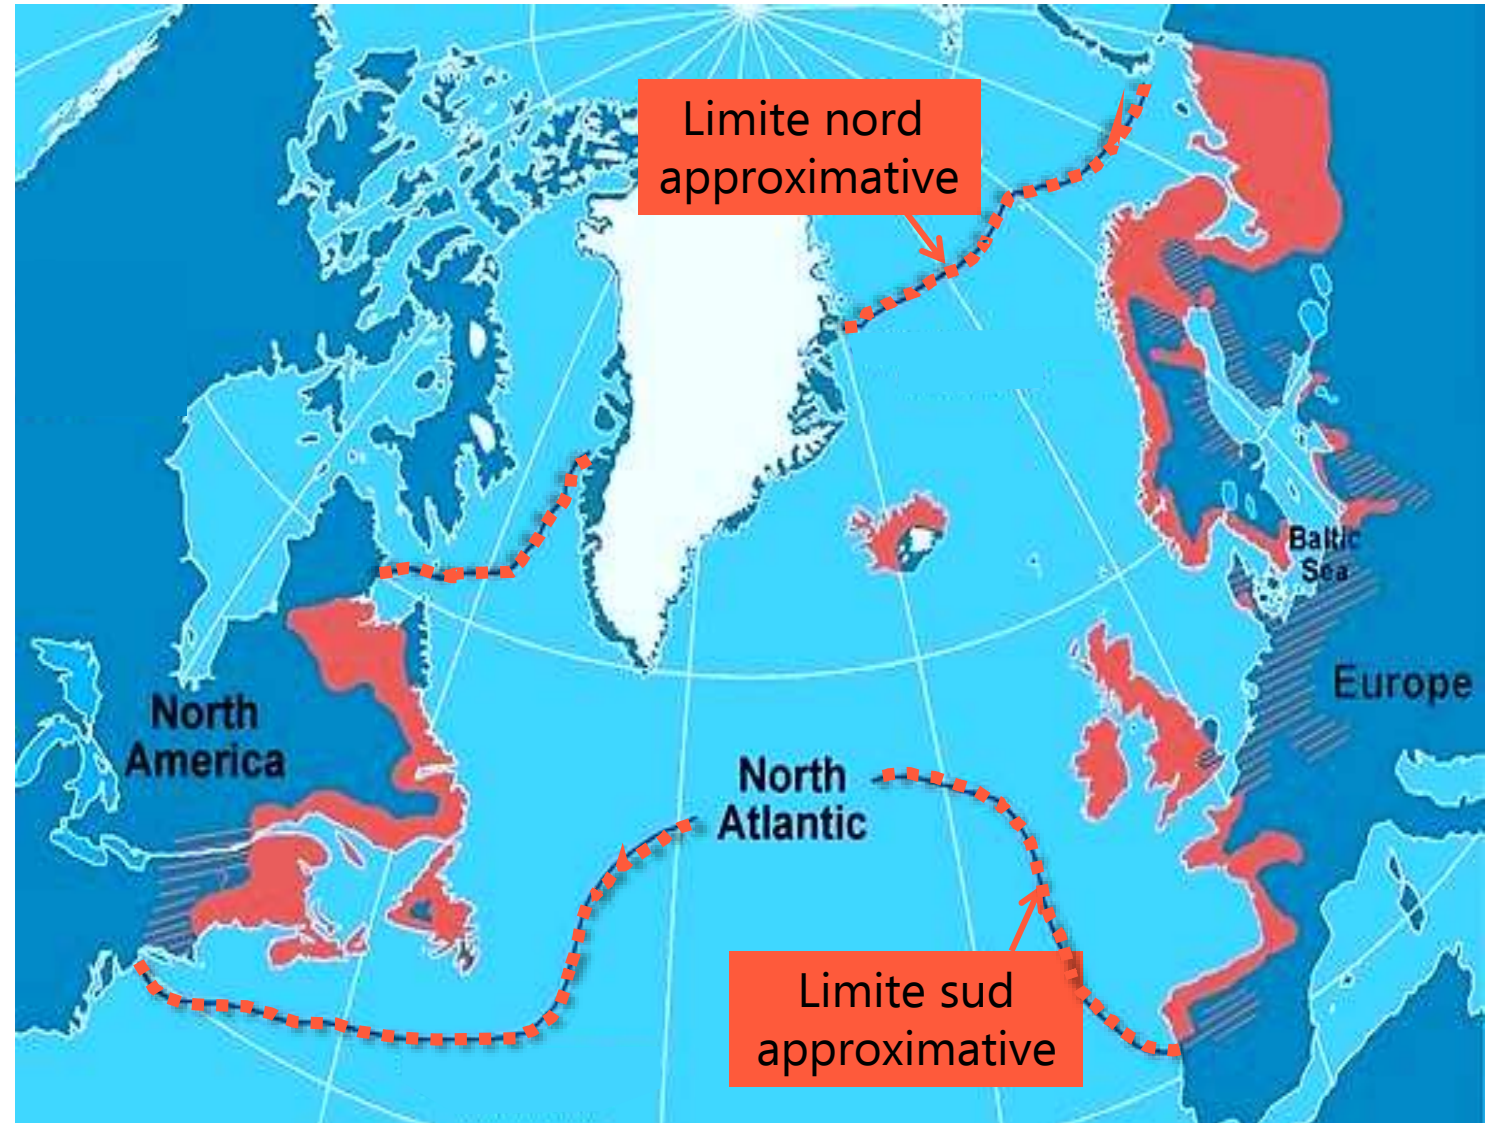 Limite nord
approximative
Baltic
Sea
North
America
Europe
North
Atlantic
Limite sud
approximative